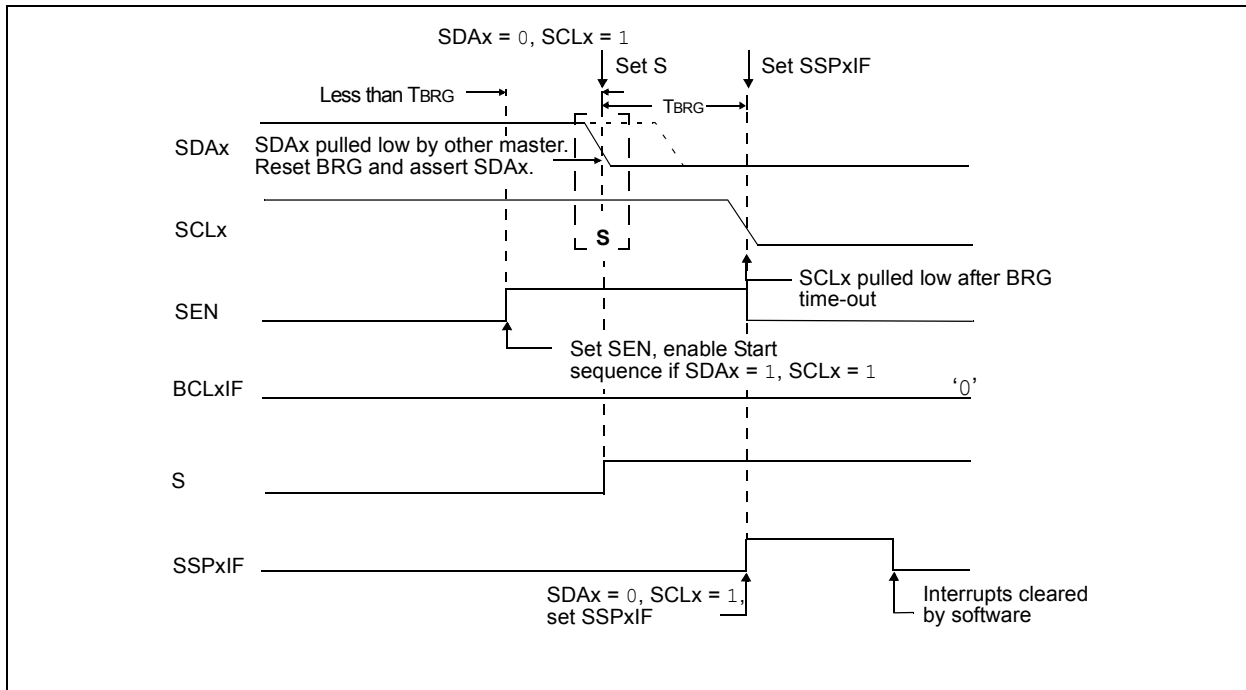 SDAx = 0, SCLx = 1
Set S
Set SSPxIF
Less than TBRG
TBRG
SDAx
SDAx pulled low by other master.
Reset BRG and assert SDAx.
SCLx
S
SCLx pulled low after BRG
time-out
SEN
Set SEN, enable Start
sequence if SDAx = 1, SCLx = 1
BCLxIF
‘0’
S
SSPxIF
SDAx = 0, SCLx = 1,
set SSPxIF
Interrupts cleared
by software